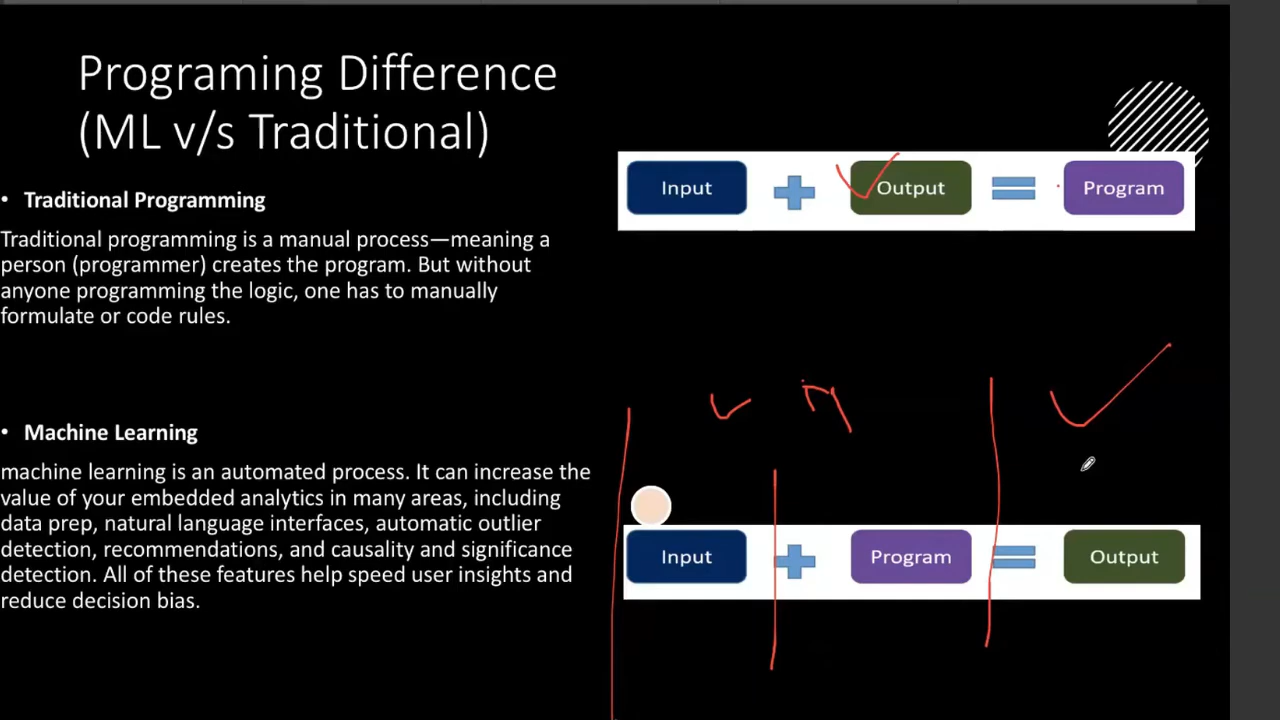 Programing Difference
(ML v/s Traditional)
• Traditional Programming
Traditional programming is a manual process—meaning a
person (programmer) creates the program. But without
anyone programming the logic, one has to manually
formulate or code rules.
Input + Output = Program
• Machine Learning
machine learning is an automated process. It can increase the
value of your embedded analytics in many areas, including
data prep, natural language interfaces, automatic outlier
detection, recommendations, and causality and significance
detection. All of these features help speed user insights and
reduce decision bias.
Input + Program = Output